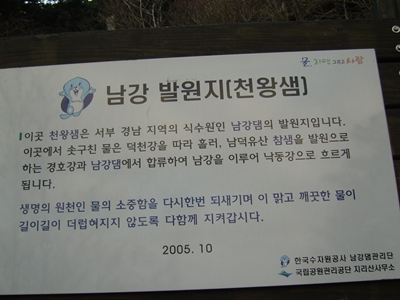 물, 그리고 사랑
남강 발원지[천왕샘]
이곳 천왕샘은 서부 경남 지역의 식수원인 남강댐의 발원지입니다.
이곳에서 솟구친 물은 덕천강을 따라 흘러, 남덕유산 참샘을 발원으로
하는 경호강과 남강댐에서 합류하여 남강을 이루어 낙동강으로 흐르게
됩니다.
생명의 원천인 물의 소중함을 다시한번 되새기며 이 맑고 깨끗한 물이
길이길이 더럽혀지지 않도록 다함께 지켜갑시다.
2005. 10
한국수자원공사 남강댐관리단
국립공원관리공단 지리산사무소